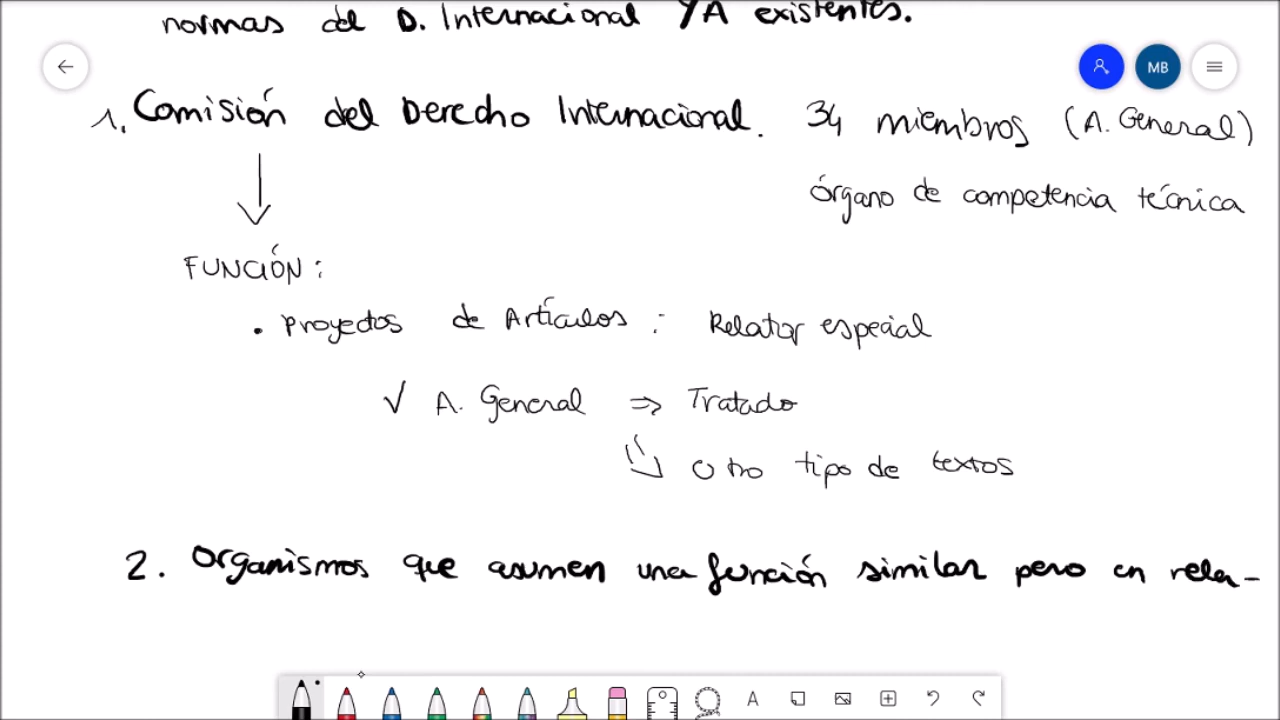 normas del D. Internacional YA existentes.
MB
1. Comisión del Derecho Internacional. 34 miembros (A. General)
órgano de competencia técnica
FUNCIÓN:
• Proyectos de Artículos: Relator especial
√ A. General ⇒ Tratado
⇒ Otro tipo de textos
2. Organismos que asumen una función similar pero en rela-
A